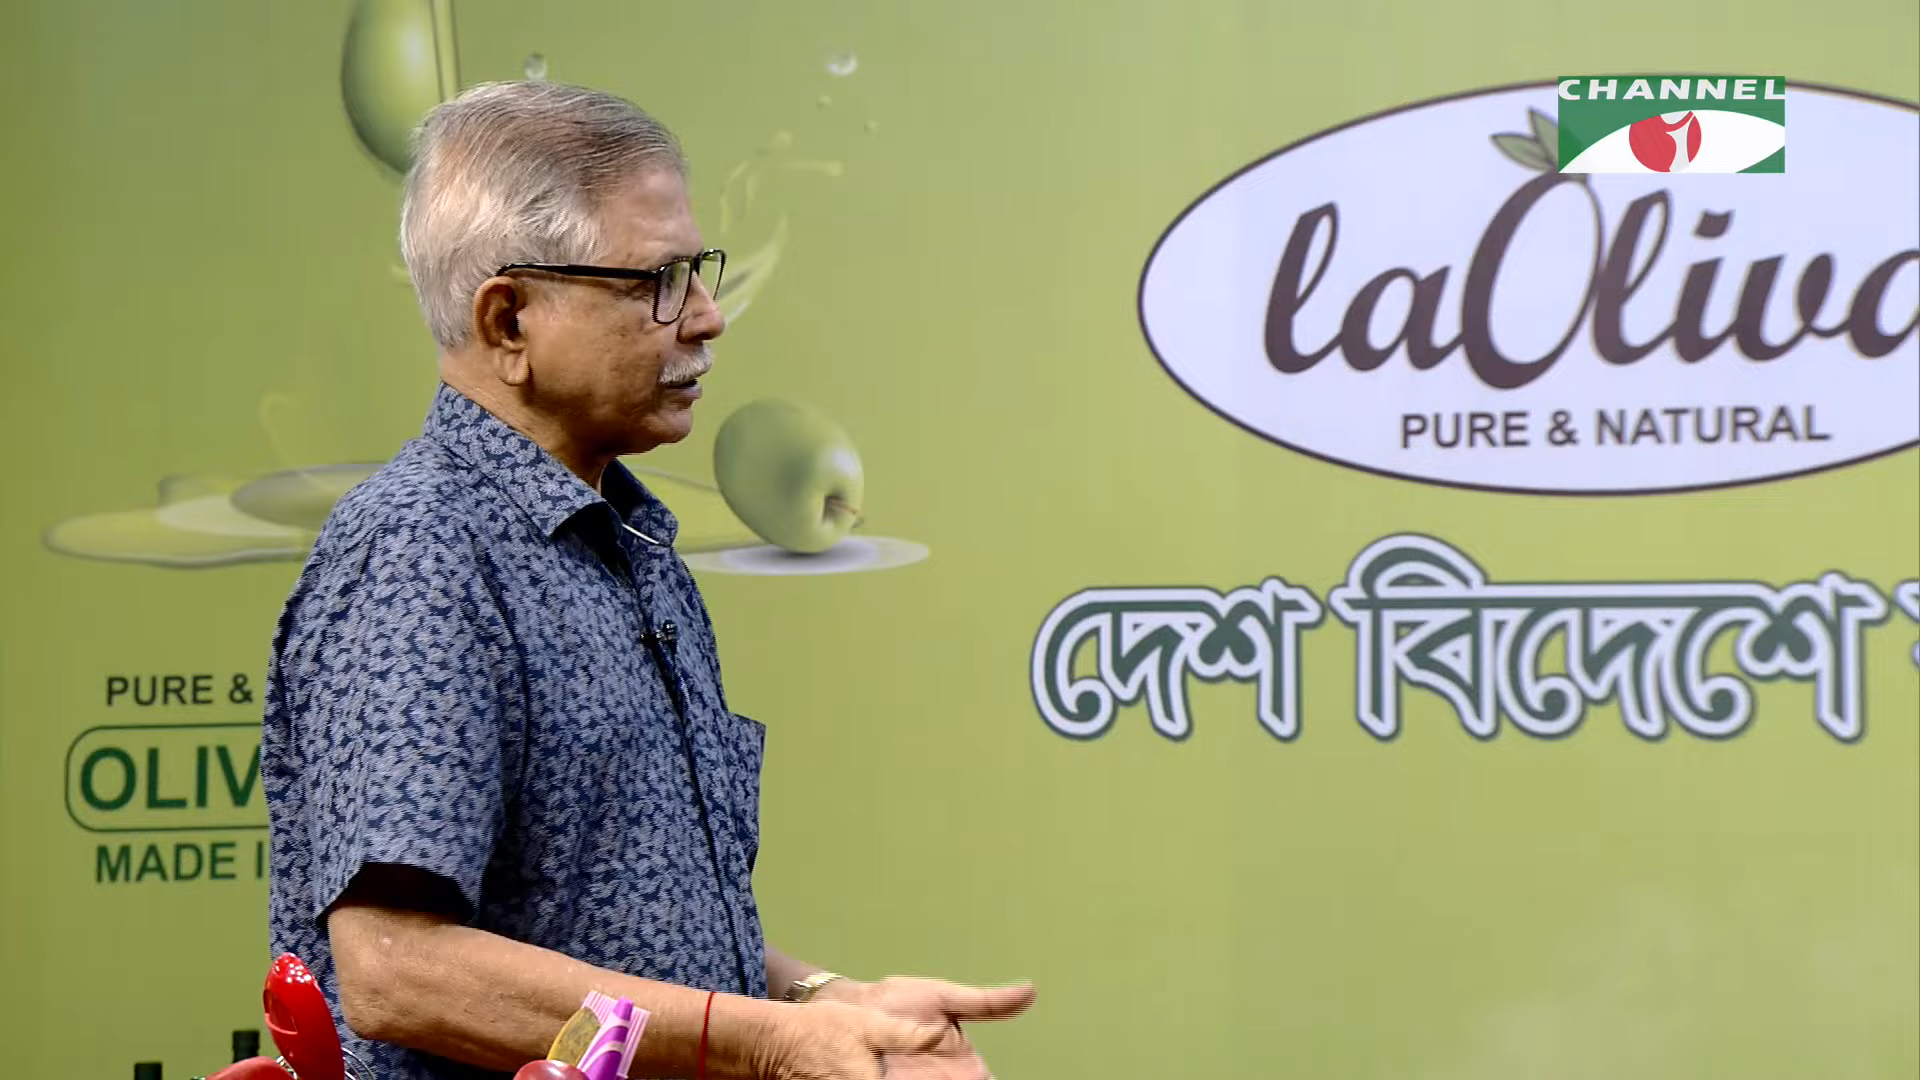 CHANNEL
laOliva
PURE & NATURAL
দেশ বিদেশে
PURE &
OLIV
MADE I